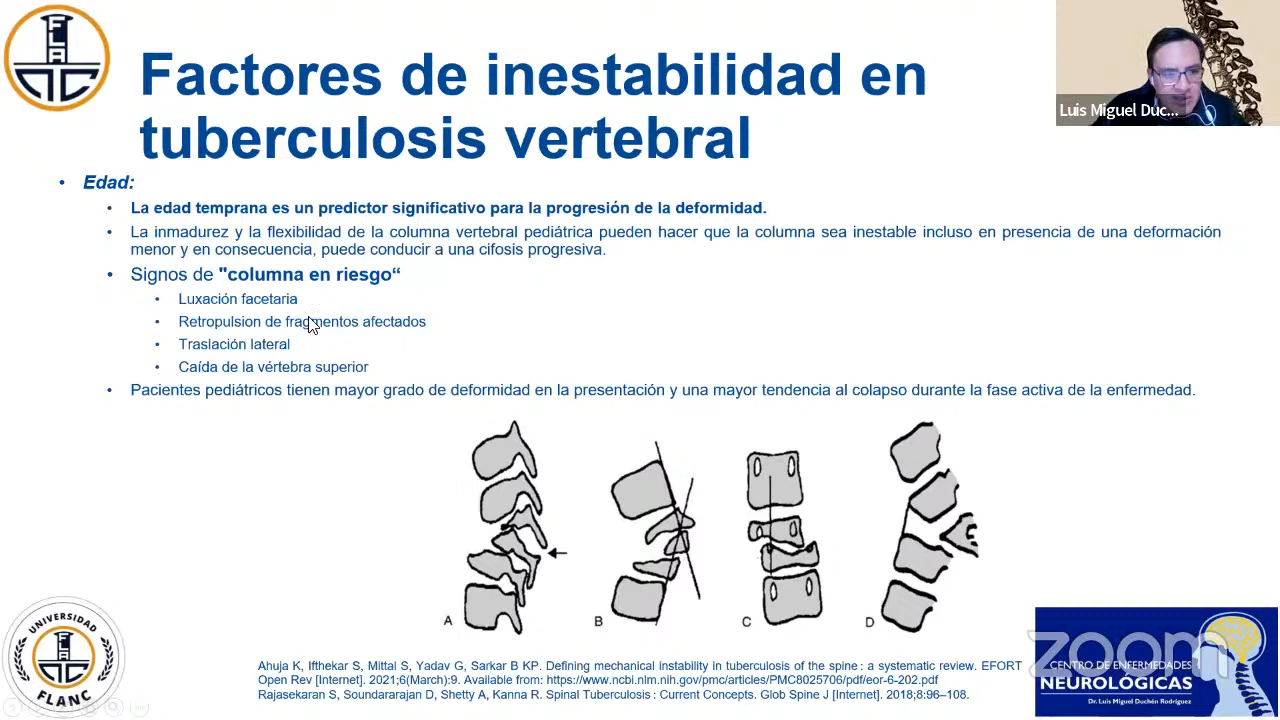 FLANC
Factores de inestabilidad en
tuberculosis vertebral
Luis Miguel Duc...
• Edad:
• La edad temprana es un predictor significativo para la progresión de la deformidad.
• La inmadurez y la flexibilidad de la columna vertebral pediátrica pueden hacer que la columna sea inestable incluso en presencia de una deformación
menor y en consecuencia, puede conducir a una cifosis progresiva.
• Signos de "columna en riesgo“
• Luxación facetaria
• Retropulsion de fragmentos afectados
• Traslación lateral
• Caída de la vértebra superior
• Pacientes pediátricos tienen mayor grado de deformidad en la presentación y una mayor tendencia al colapso durante la fase activa de la enfermedad.
A B C D
UNIVERSIDAD
FLANC
FLANC
Ahuja K, Ifthekar S, Mittal S, Yadav G, Sarkar B KP. Defining mechanical instability in tuberculosis of the spine : a systematic review. EFORT
Open Rev [Internet]. 2021;6(March):9. Available from: https://www.ncbi.nlm.nih.gov/pmc/articles/PMC8025706/pdf/eor-6-202.pdf
Rajasekaran S, Soundararajan D, Shetty A, Kanna R. Spinal Tuberculosis : Current Concepts. Glob Spine J [Internet]. 2018;8:96–108.
zoom
CENTRO DE ENFERMEDADES
NEUROLOGICAS
Dr. Luis Miguel Duchén Rodríguez